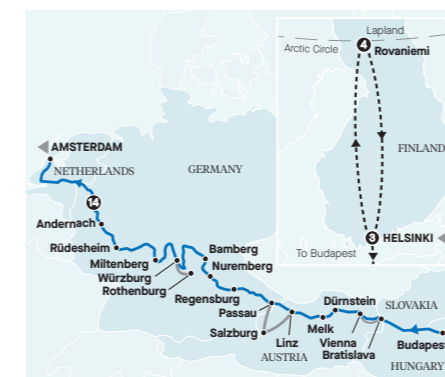 Lapland
4
Rovaniemi
Arctic Circle
FINLAND
3
HELSINKI
To Budapest
AMSTERDAM
NETHERLANDS
GERMANY
14
Andernach
Rüdesheim
Miltenberg
Würzburg
Rothenburg
Bamberg
Nuremberg
Regensburg
Passau
Salzburg
Linz
AUSTRIA
Melk
Dürnstein
Vienna
Bratislava
SLOVAKIA
Budapest
HUNGARY